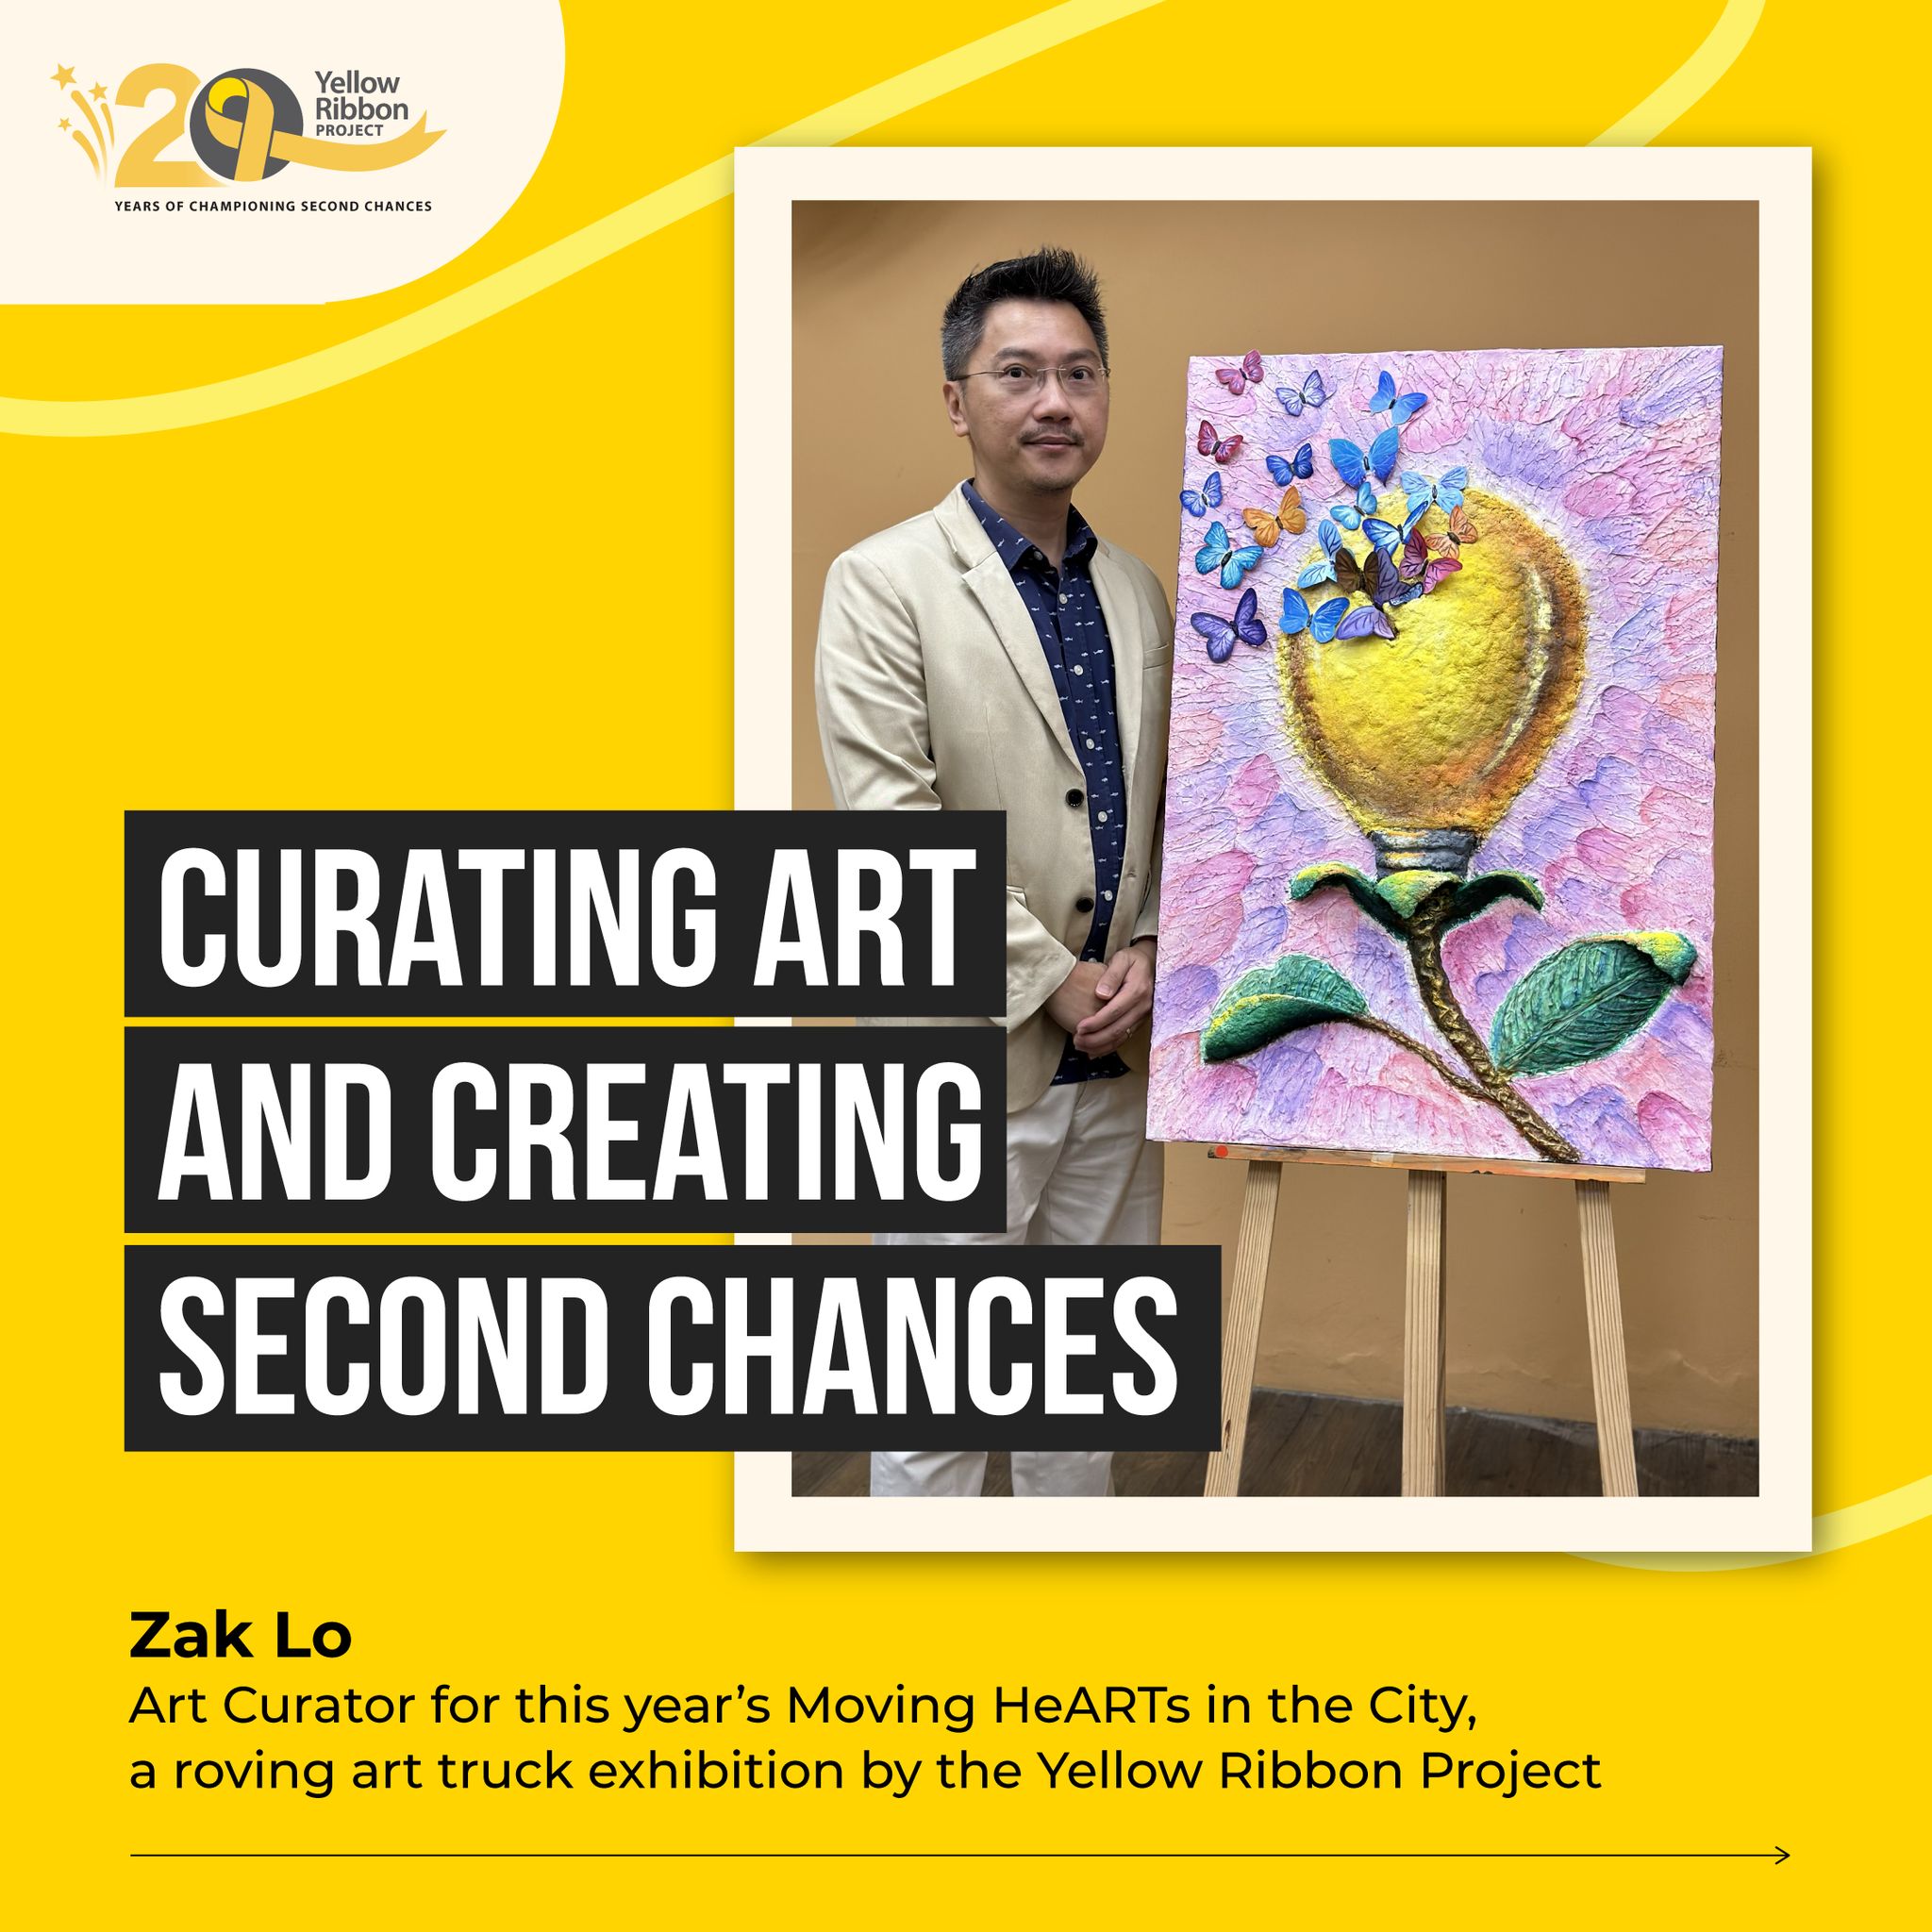 20
Yellow
Ribbon
PROJECT
YEARS OF CHAMPIONING SECOND CHANCES
CURATING ART
AND CREATING
SECOND CHANCES
Zak Lo
Art Curator for this year’s Moving HeARTs in the City,
a roving art truck exhibition by the Yellow Ribbon Project